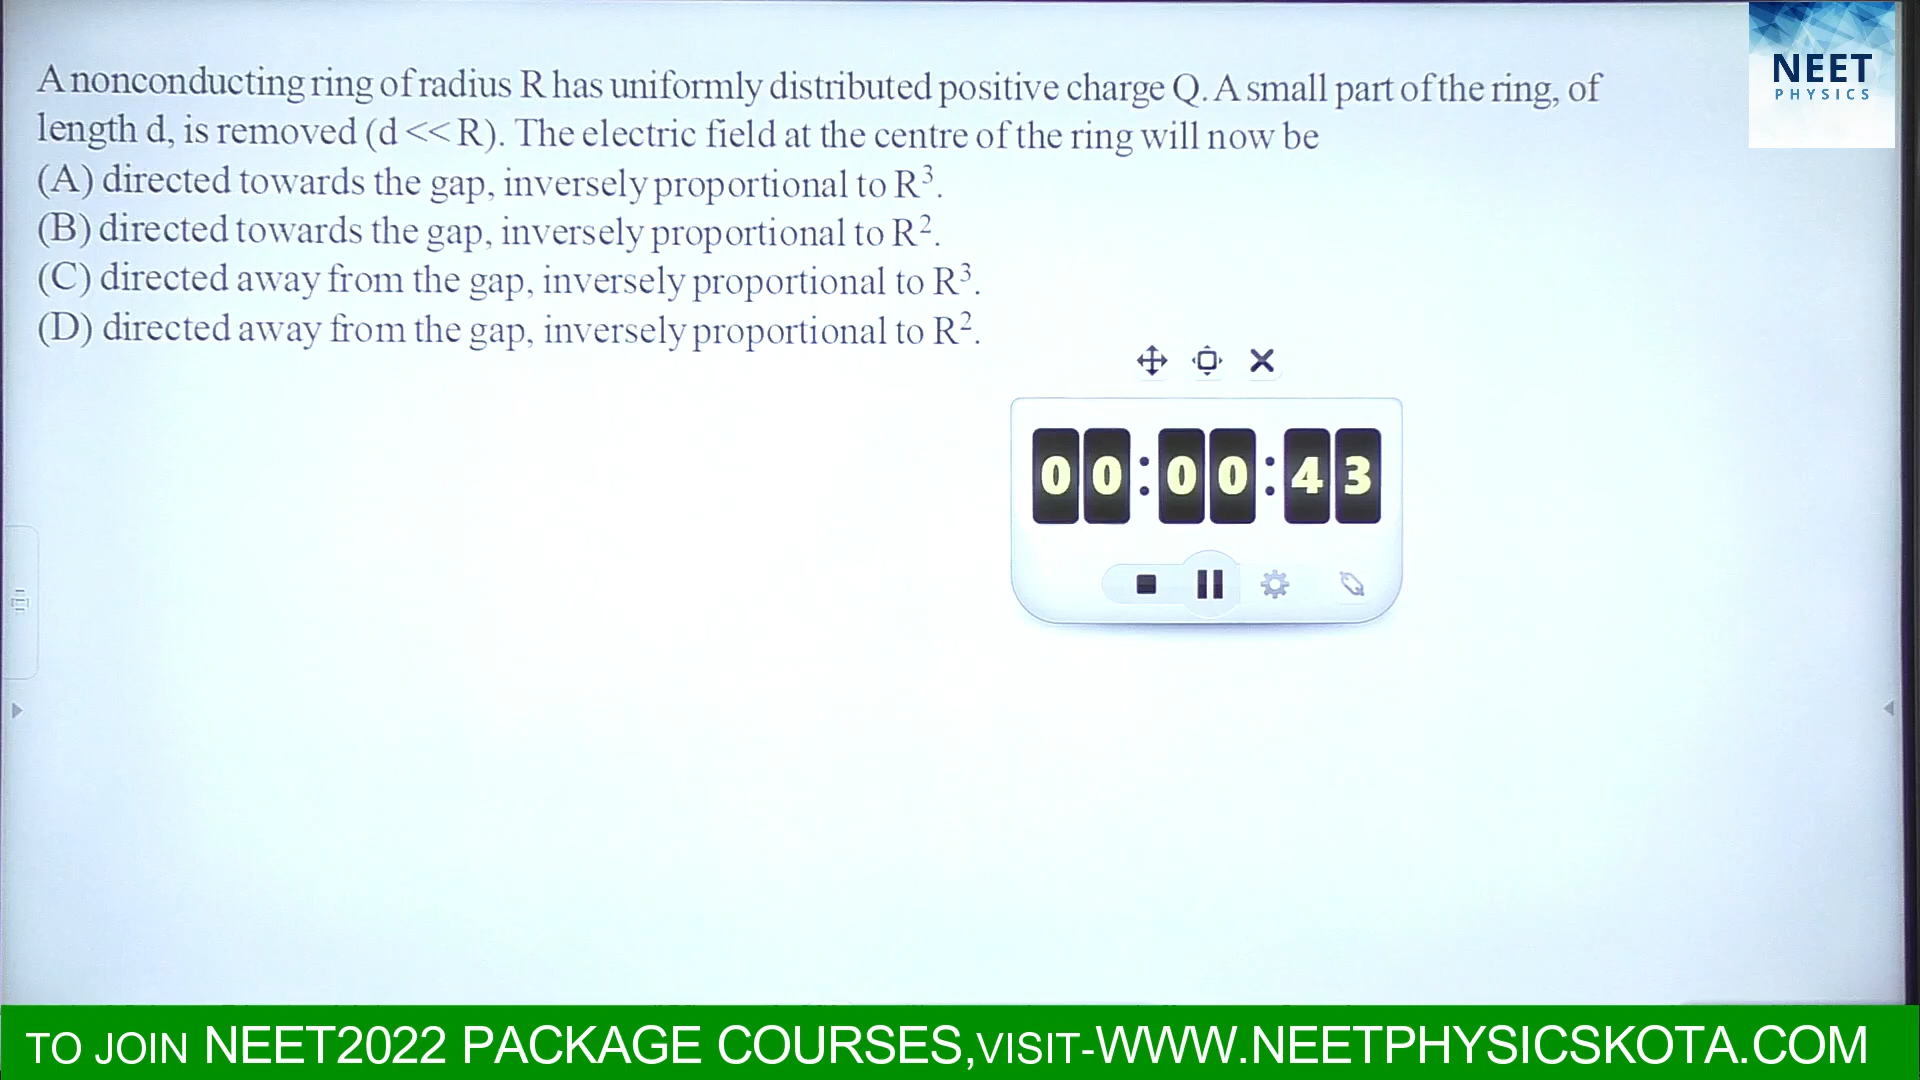 A nonconducting ring of radius R has uniformly distributed positive charge Q. A small part of the ring, of
length d, is removed (d << R). The electric field at the centre of the ring will now be
(A) directed towards the gap, inversely proportional to R³.
(B) directed towards the gap, inversely proportional to R².
(C) directed away from the gap, inversely proportional to R³.
(D) directed away from the gap, inversely proportional to R².
NEET
PHYSICS
00:00:43
TO JOIN NEET2022 PACKAGE COURSES,VISIT-WWW.NEETPHYSICSKOTA.COM